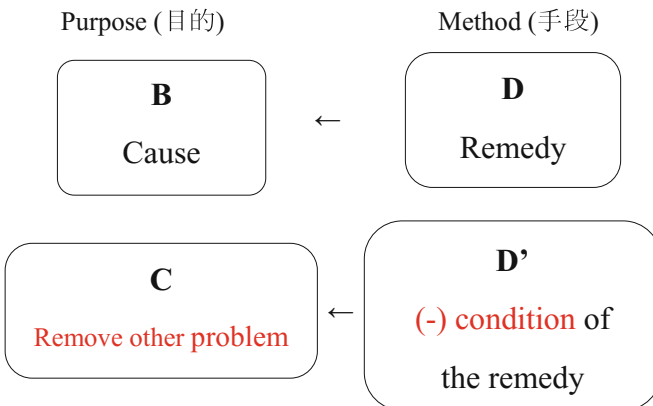 Purpose (目的)
Method (手段)
B
Cause
←
D
Remedy
C
Remove other problem
←
D’
(-) condition of
the remedy